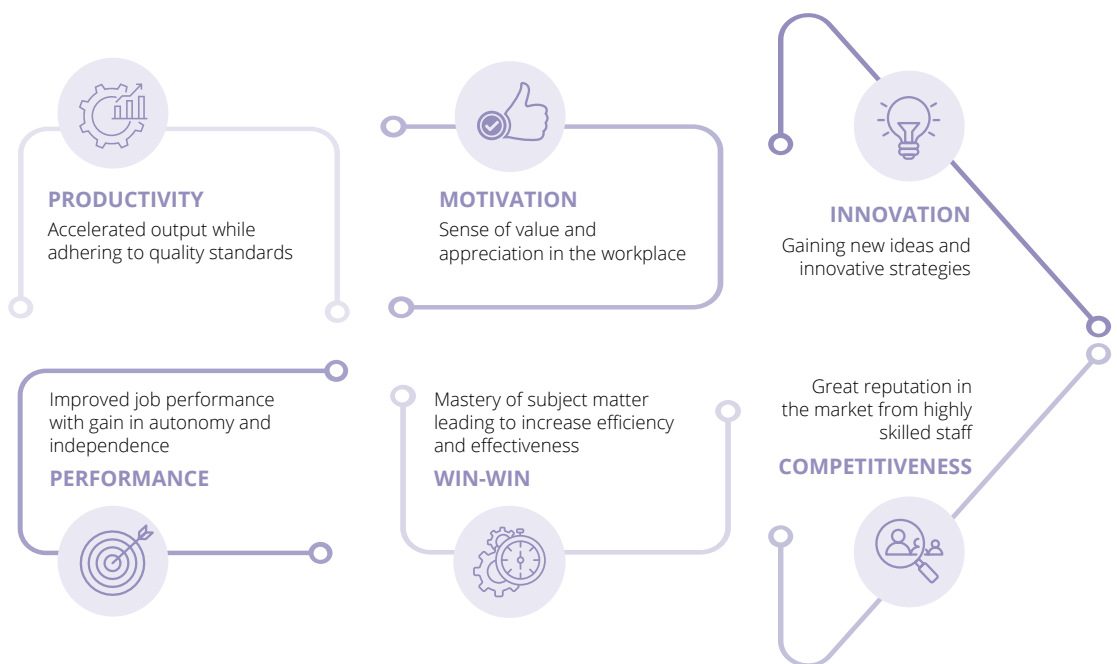 PRODUCTIVITY
Accelerated output while
adhering to quality standards
MOTIVATION
Sense of value and
appreciation in the workplace
INNOVATION
Gaining new ideas and
innovative strategies
Improved job performance
with gain in autonomy and
independence
PERFORMANCE
Mastery of subject matter
leading to increase efficiency
and effectiveness
WIN-WIN
Great reputation in
the market from highly
skilled staff
COMPETITIVENESS